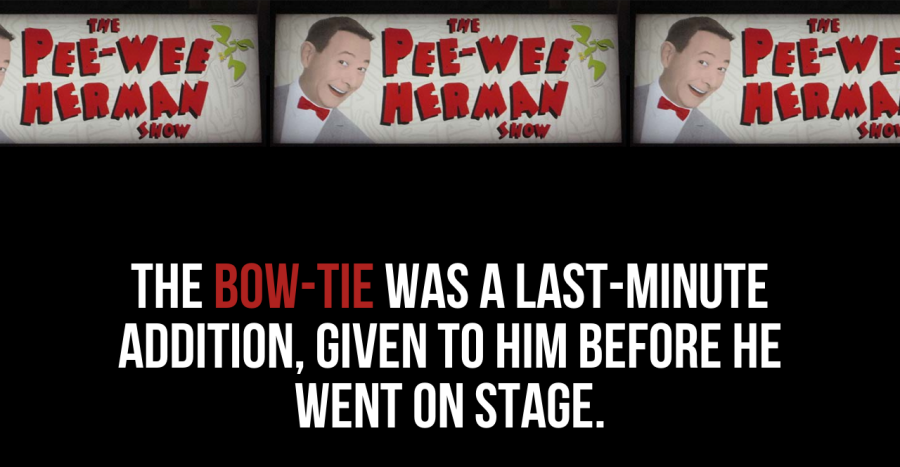 THE
PEE-WEE
HERMAN
SHOW
THE
PEE-WEE
HERMAN
SHOW
THE
PEE-WE
HERMA
SHO
THE BOW-TIE WAS A LAST-MINUTE
ADDITION, GIVEN TO HIM BEFORE HE
WENT ON STAGE.